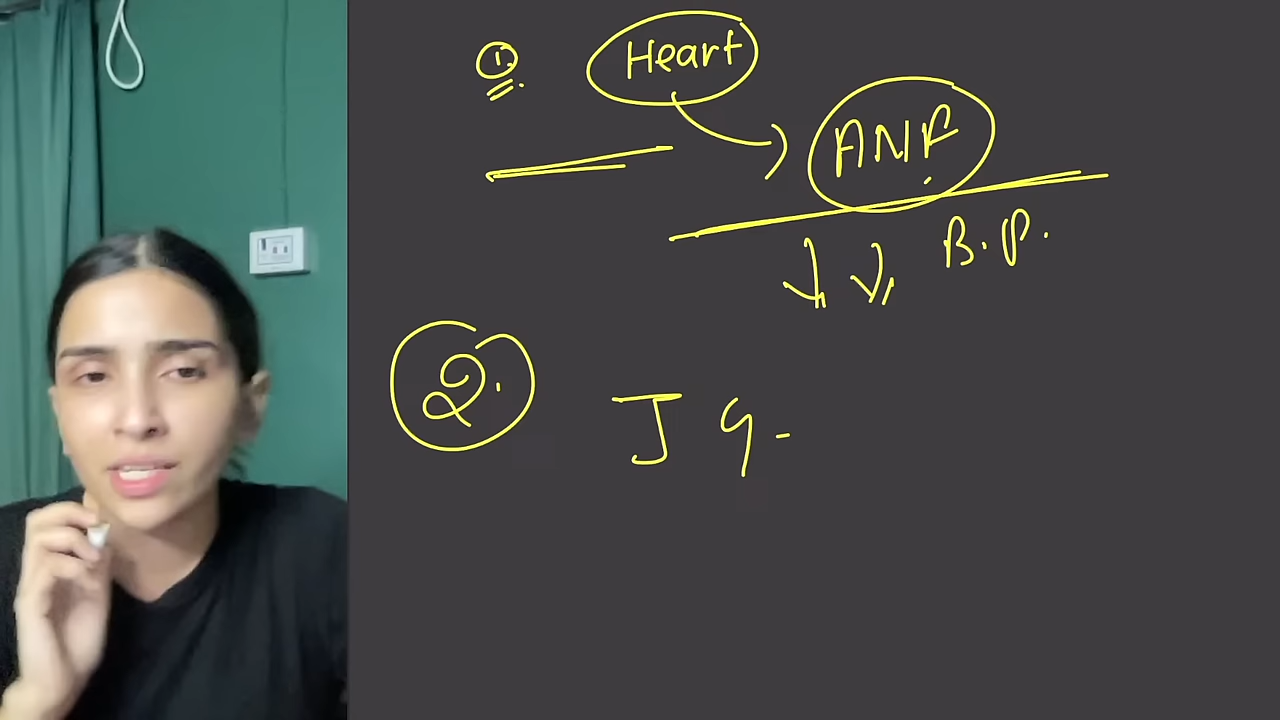 1. Heart
ANF
↓↓ B.P.
2. J G -